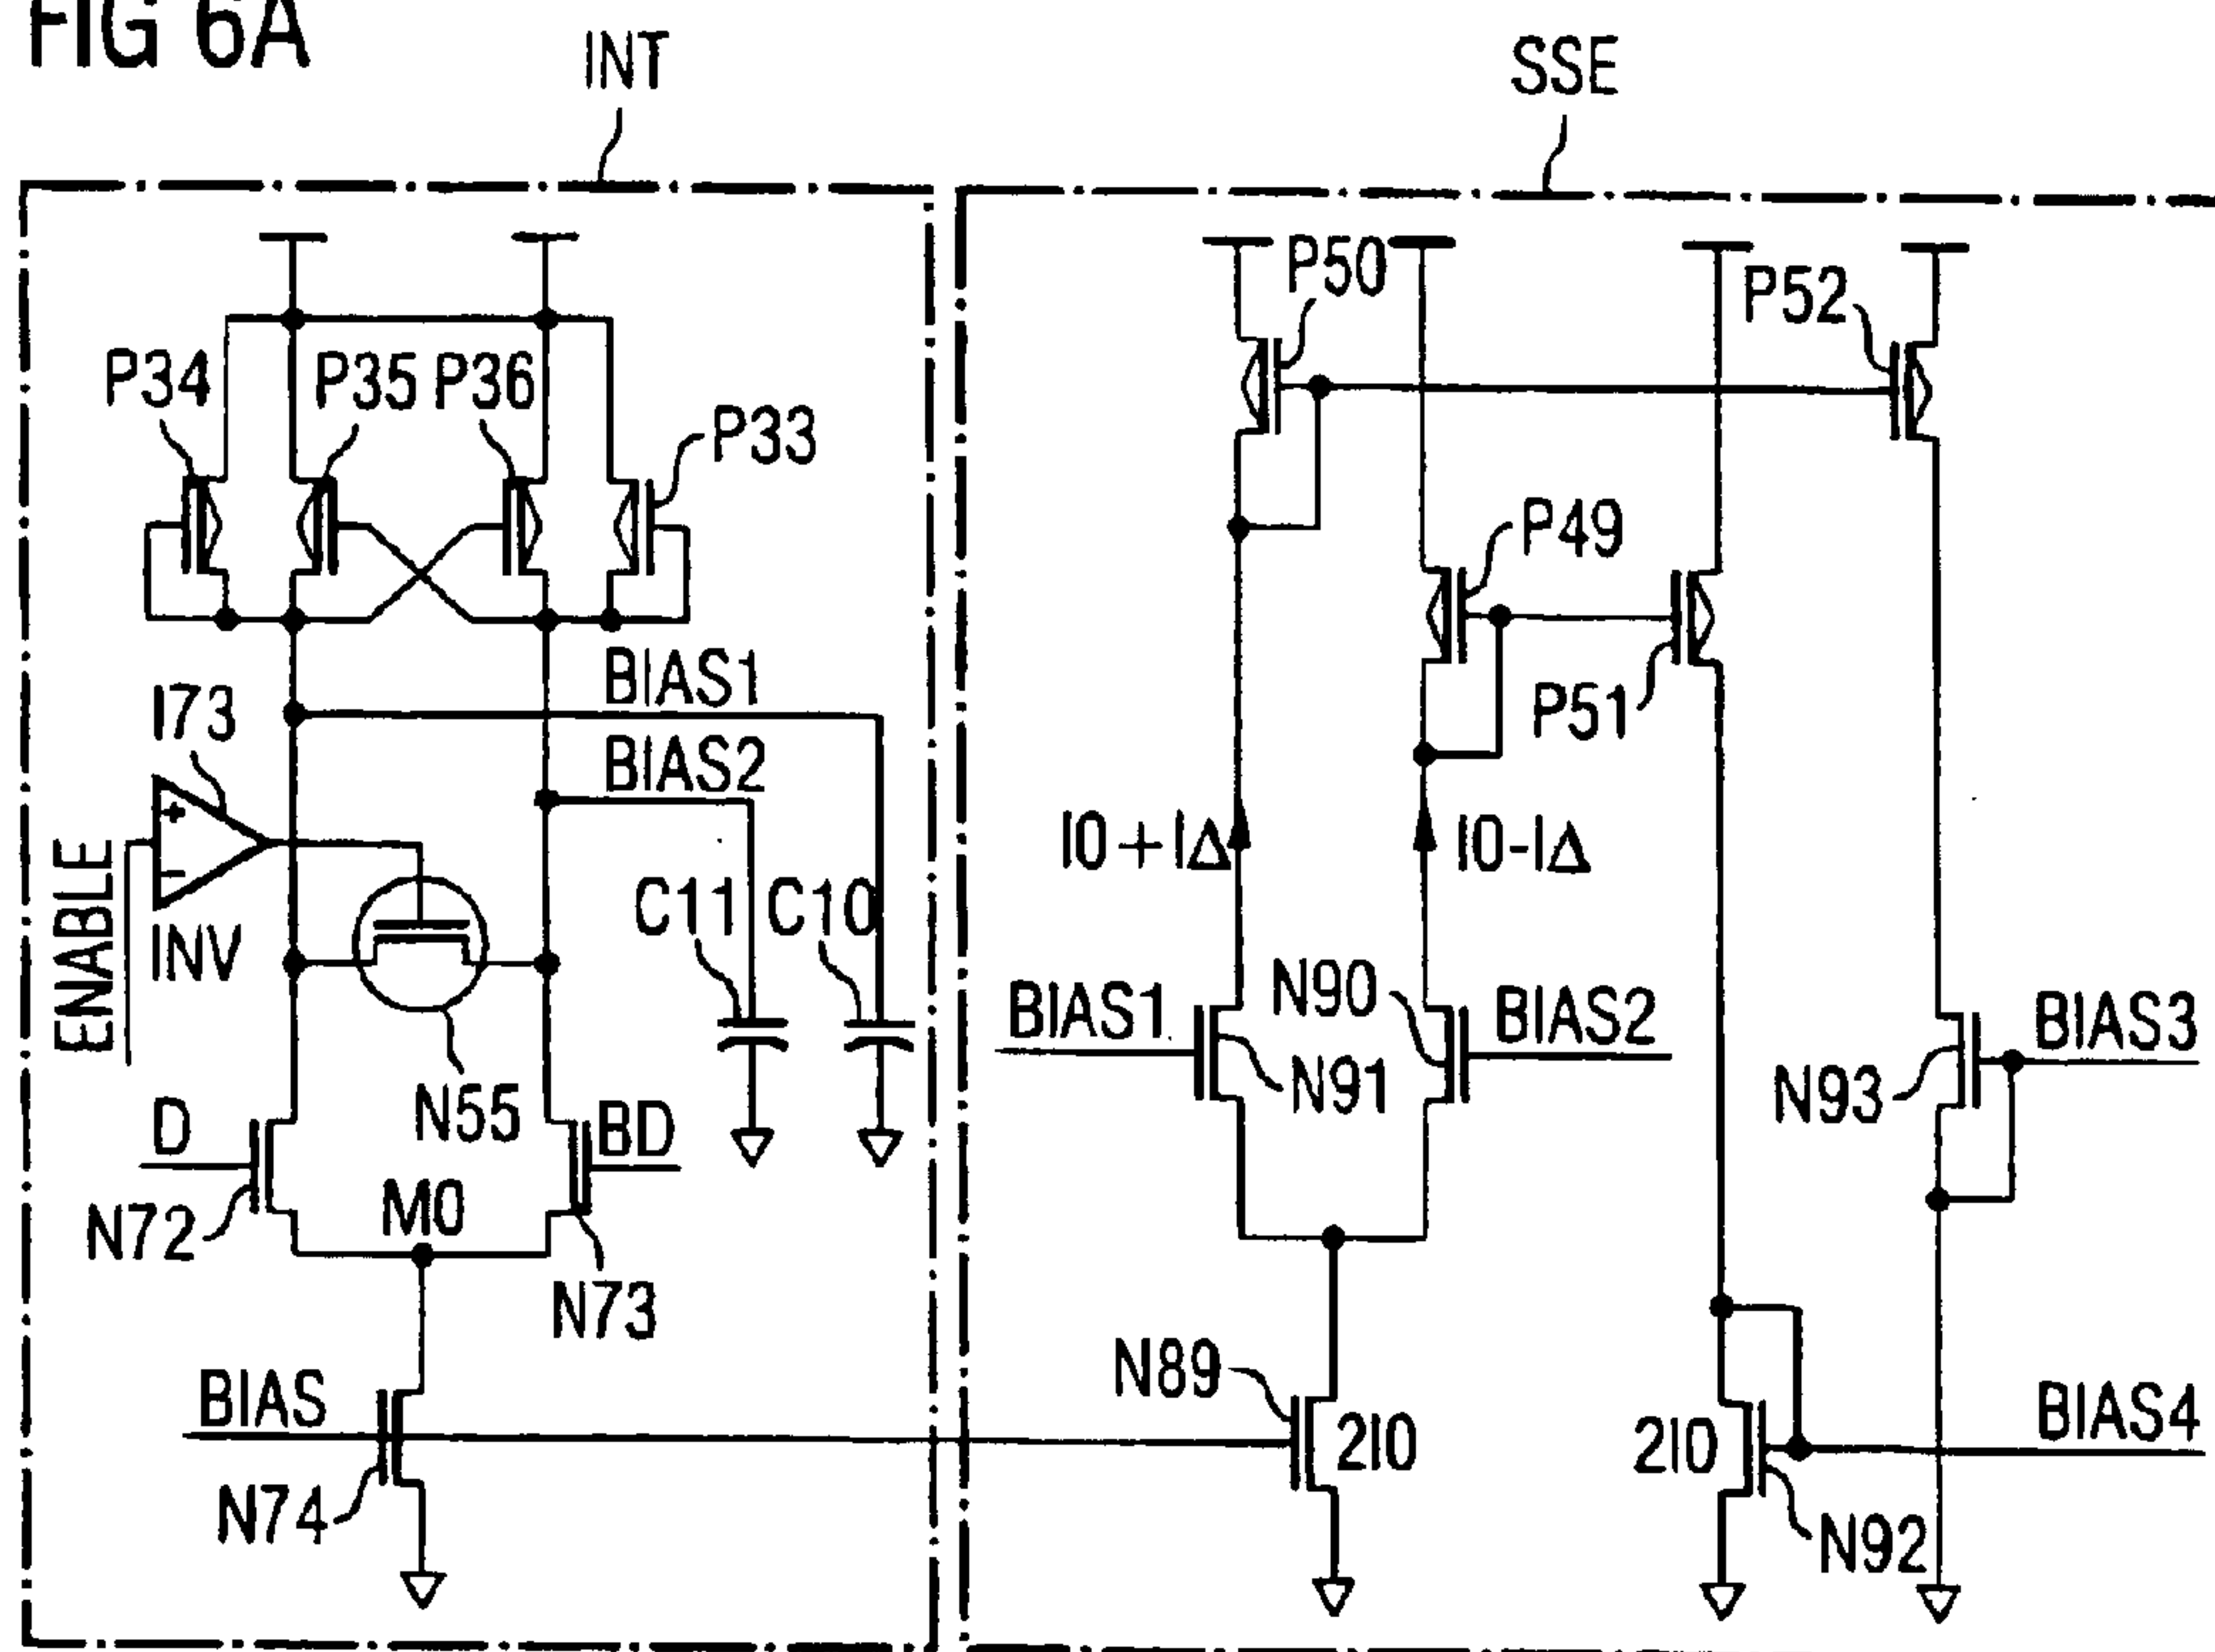 FIG 6A
INT
SSE
P34
P35
P36
P33
BIAS1
BIAS2
I73
+
-
INV
ENABLE
C11
C10
N55
D
BD
N72
M0
N73
BIAS
N74
P50
P52
P49
P51
I0+IΔ
I0-IΔ
BIAS1
N91
N90
BIAS2
N93
BIAS3
N89
2I0
2I0
N92
BIAS4